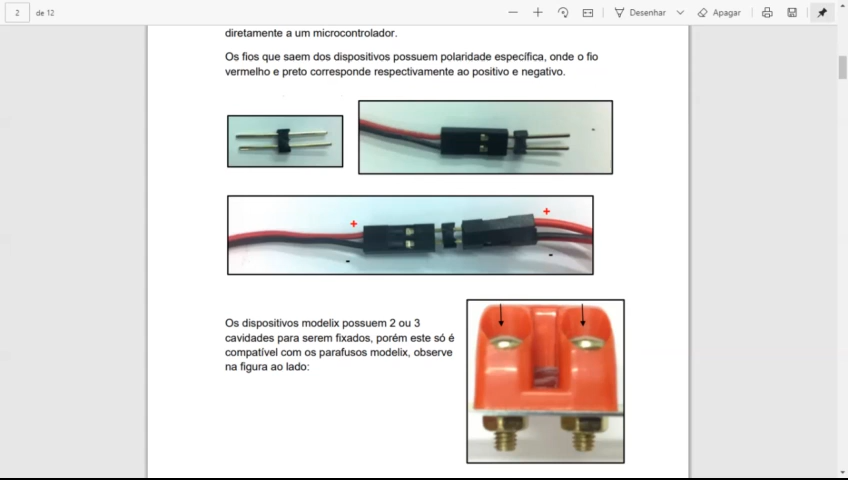 2
de 12
Desenhar
Apagar
diretamente a um microcontrolador.
Os fios que saem dos dispositivos possuem polaridade específica, onde o fio
vermelho e preto corresponde respectivamente ao positivo e negativo.
-
+
+
-
-
Os dispositivos modelix possuem 2 ou 3
cavidades para serem fixados, porém este só é
compatível com os parafusos modelix, observe
na figura ao lado: